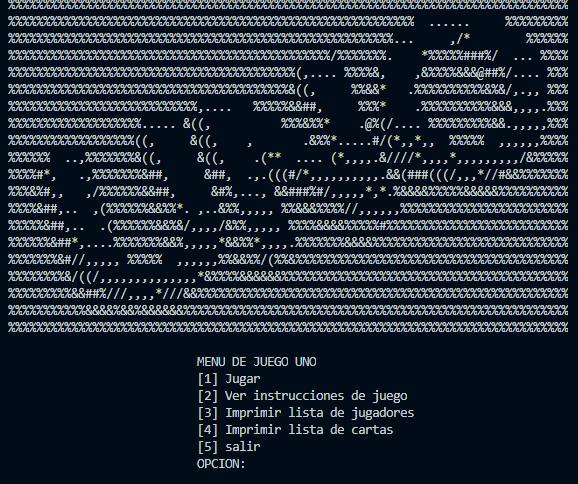 MENU DE JUEGO UNO
[1] Jugar
[2] Ver instrucciones de juego
[3] Imprimir lista de jugadores
[4] Imprimir lista de cartas
[5] salir
OPCION: